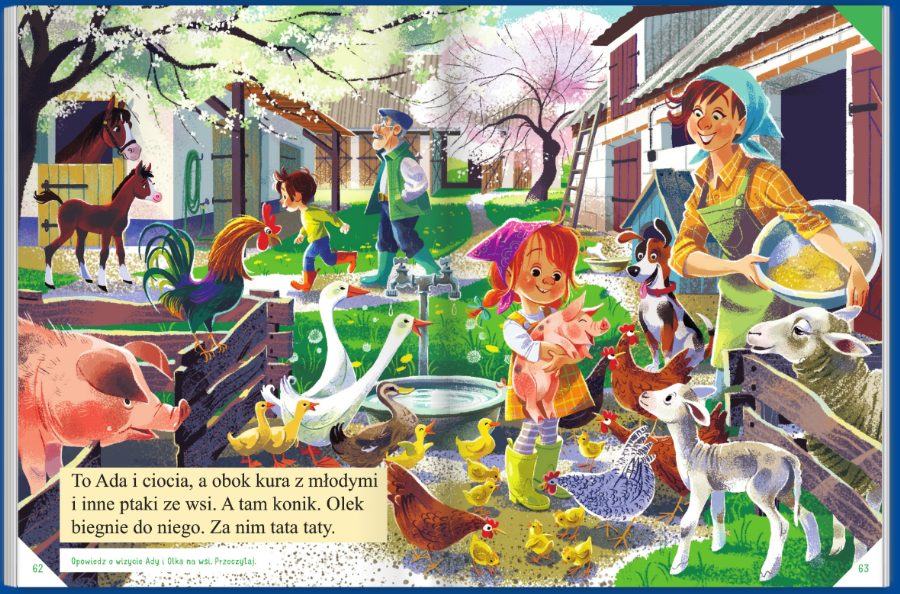 To Ada i ciocia, a obok kura z młodymi
i inne ptaki ze wsi. A tam konik. Olek
biegnie do niego. Za nim tata taty.
62 Opowiedz o wizycie Ady i Olka na wsi. Przeczytaj.
63